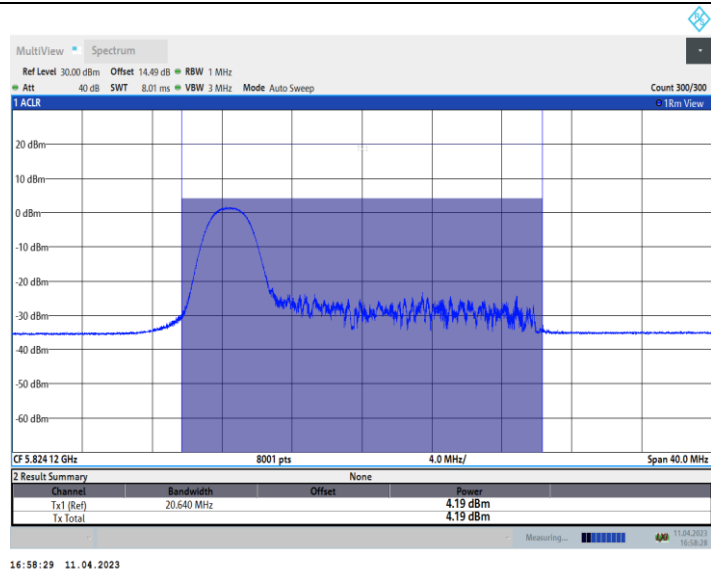 MultiView Spectrum
Ref Level 30.00 dBm Offset 14.49 dB RBW 1 MHz
Att 40 dB SWT 8.01 ms VBW 3 MHz Mode Auto Sweep Count 300/300
1 ACLR 1Rm View
20 dBm
10 dBm
0 dBm
-10 dBm
-20 dBm
-30 dBm
-40 dBm
-50 dBm
-60 dBm
CF 5.824 12 GHz 8001 pts 4.0 MHz/ Span 40.0 MHz
2 Result Summary None
Channel Bandwidth Offset Power
Tx1 (Ref) 20.640 MHz 4.19 dBm
Tx Total 4.19 dBm
Measuring... 11.04.2023
16:58:28
16:58:29 11.04.2023